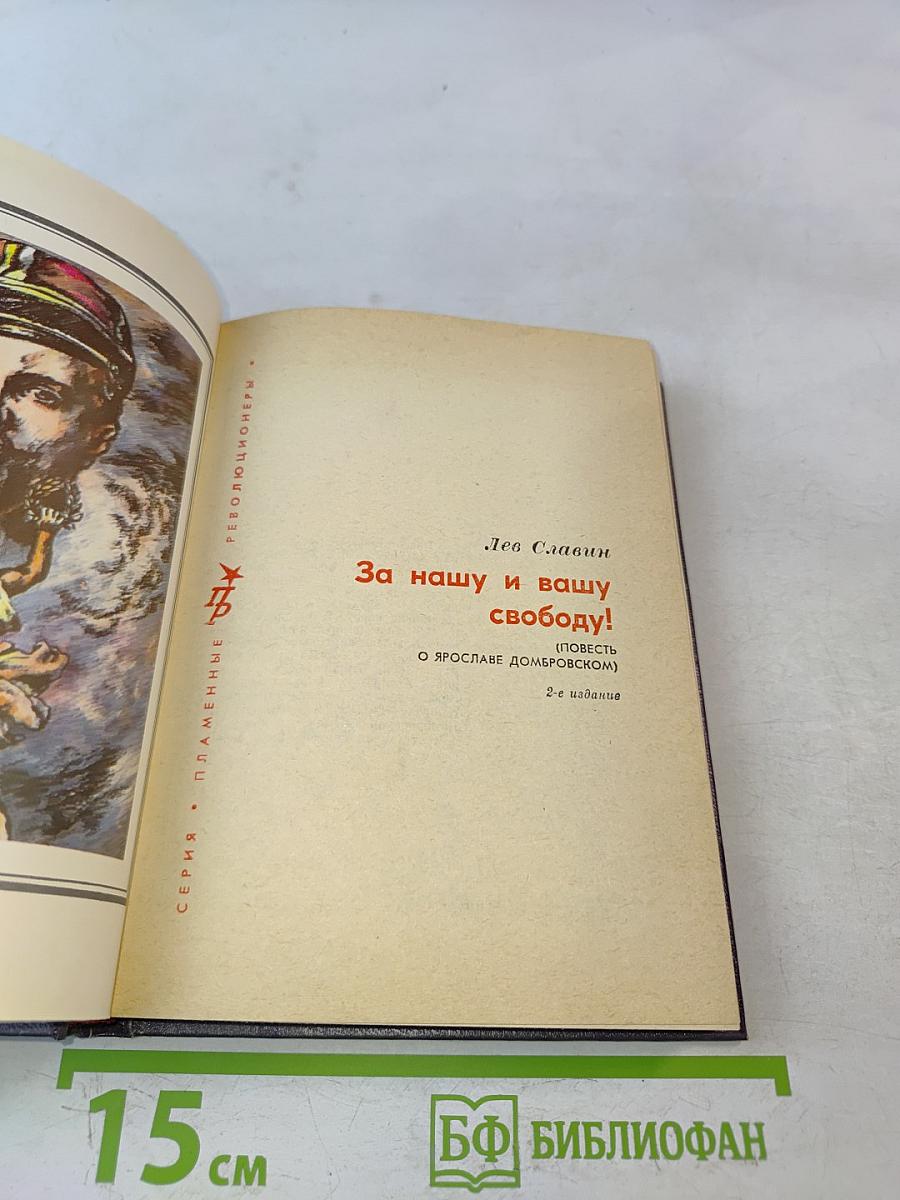 СЕРИЯ • ПЛАМЕННЫЕ ПР РЕВОЛЮЦИОНЕРЫ •
Лев Славин
За нашу и вашу
свободу!
(ПОВЕСТЬ
О ЯРОСЛАВЕ ДОМБРОВСКОМ)
2-е издание
15 см
БФ БИБЛИОФАН